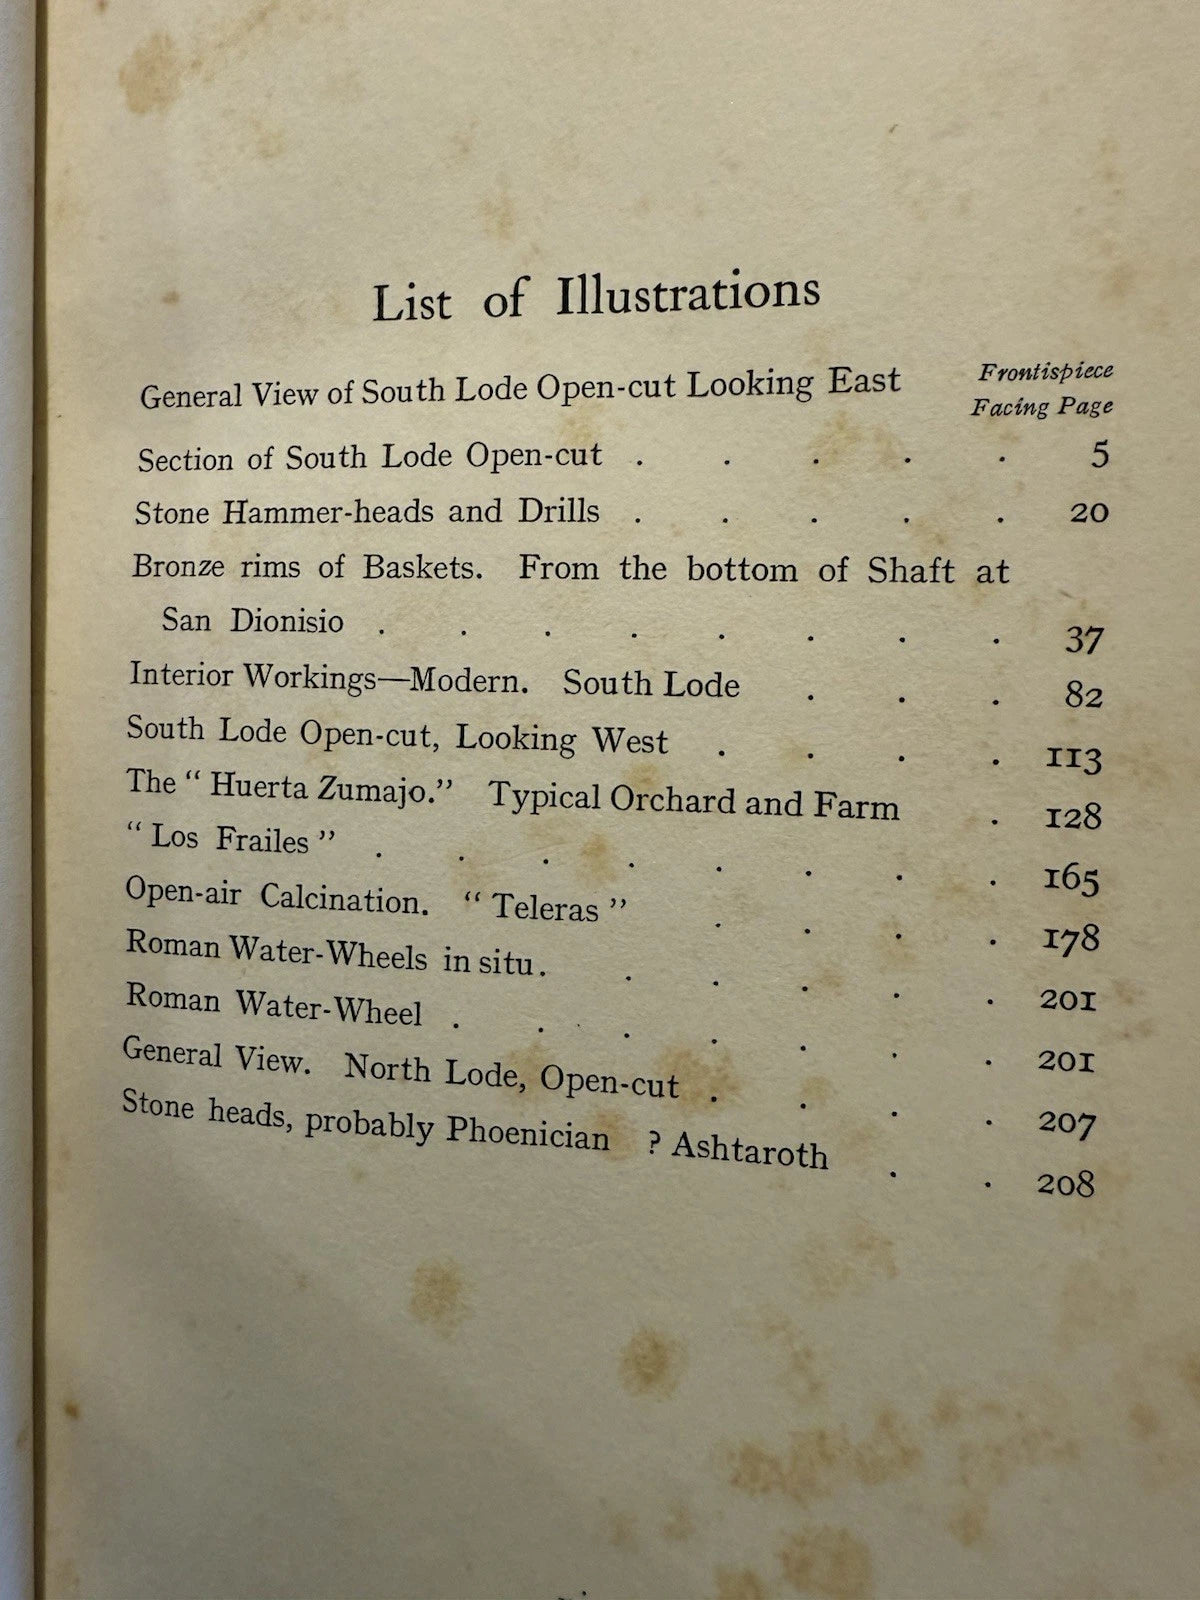 List of Illustrations
General View of South Lode Open-cut Looking East Frontispiece
Facing Page
Section of South Lode Open-cut . . . . . 5
Stone Hammer-heads and Drills . . . . . 20
Bronze rims of Baskets. From the bottom of Shaft at
San Dionisio . . . . . . . . 37
Interior Workings—Modern. South Lode . . . 82
South Lode Open-cut, Looking West . . . . 113
The “ Huerta Zumajo.” Typical Orchard and Farm . 128
“ Los Frailes ” . . . . . . . . 165
Open-air Calcination. “ Teleras ” . . . . 178
Roman Water-Wheels in situ. . . . . . 201
Roman Water-Wheel . . . . . . . 201
General View. North Lode, Open-cut . . . . 207
Stone heads, probably Phoenician ? Ashtaroth . . 208